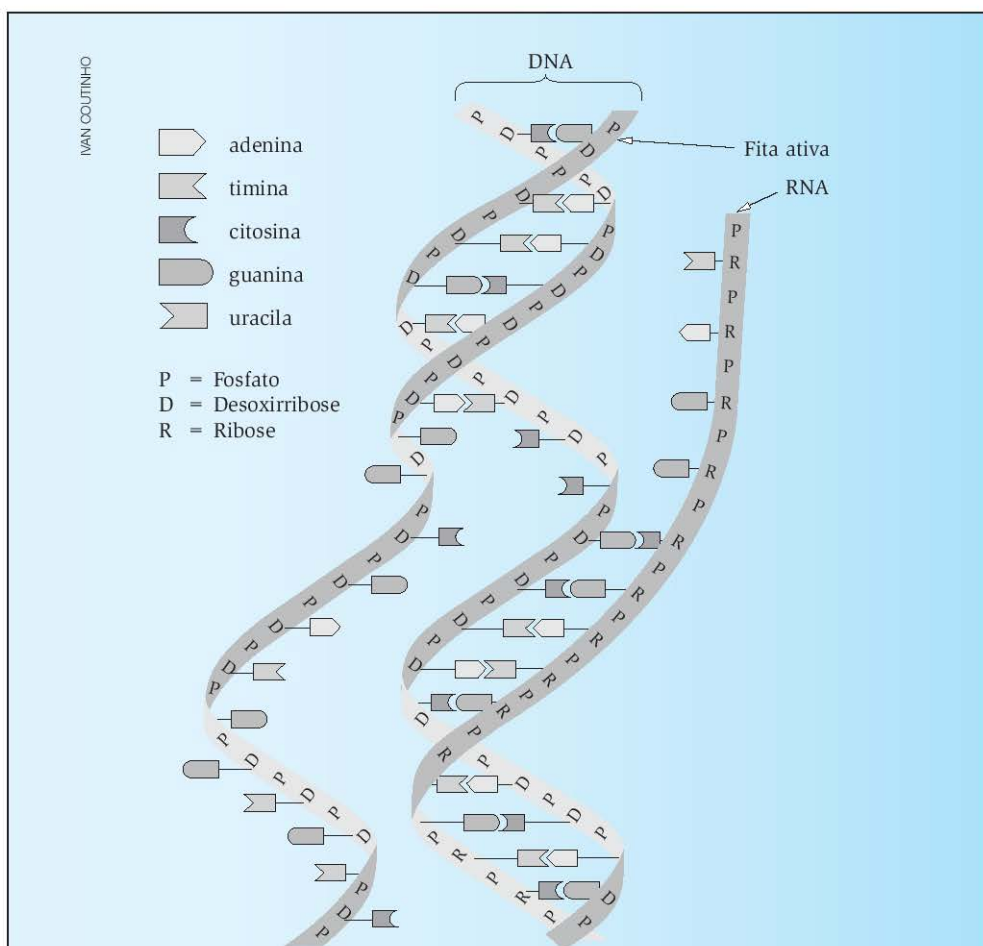 IVAN COUTINHO
DNA
adenina
timina
citosina
guanina
uracila
P = Fosfato
D = Desoxirribose
R = Ribose
Fita ativa
RNA